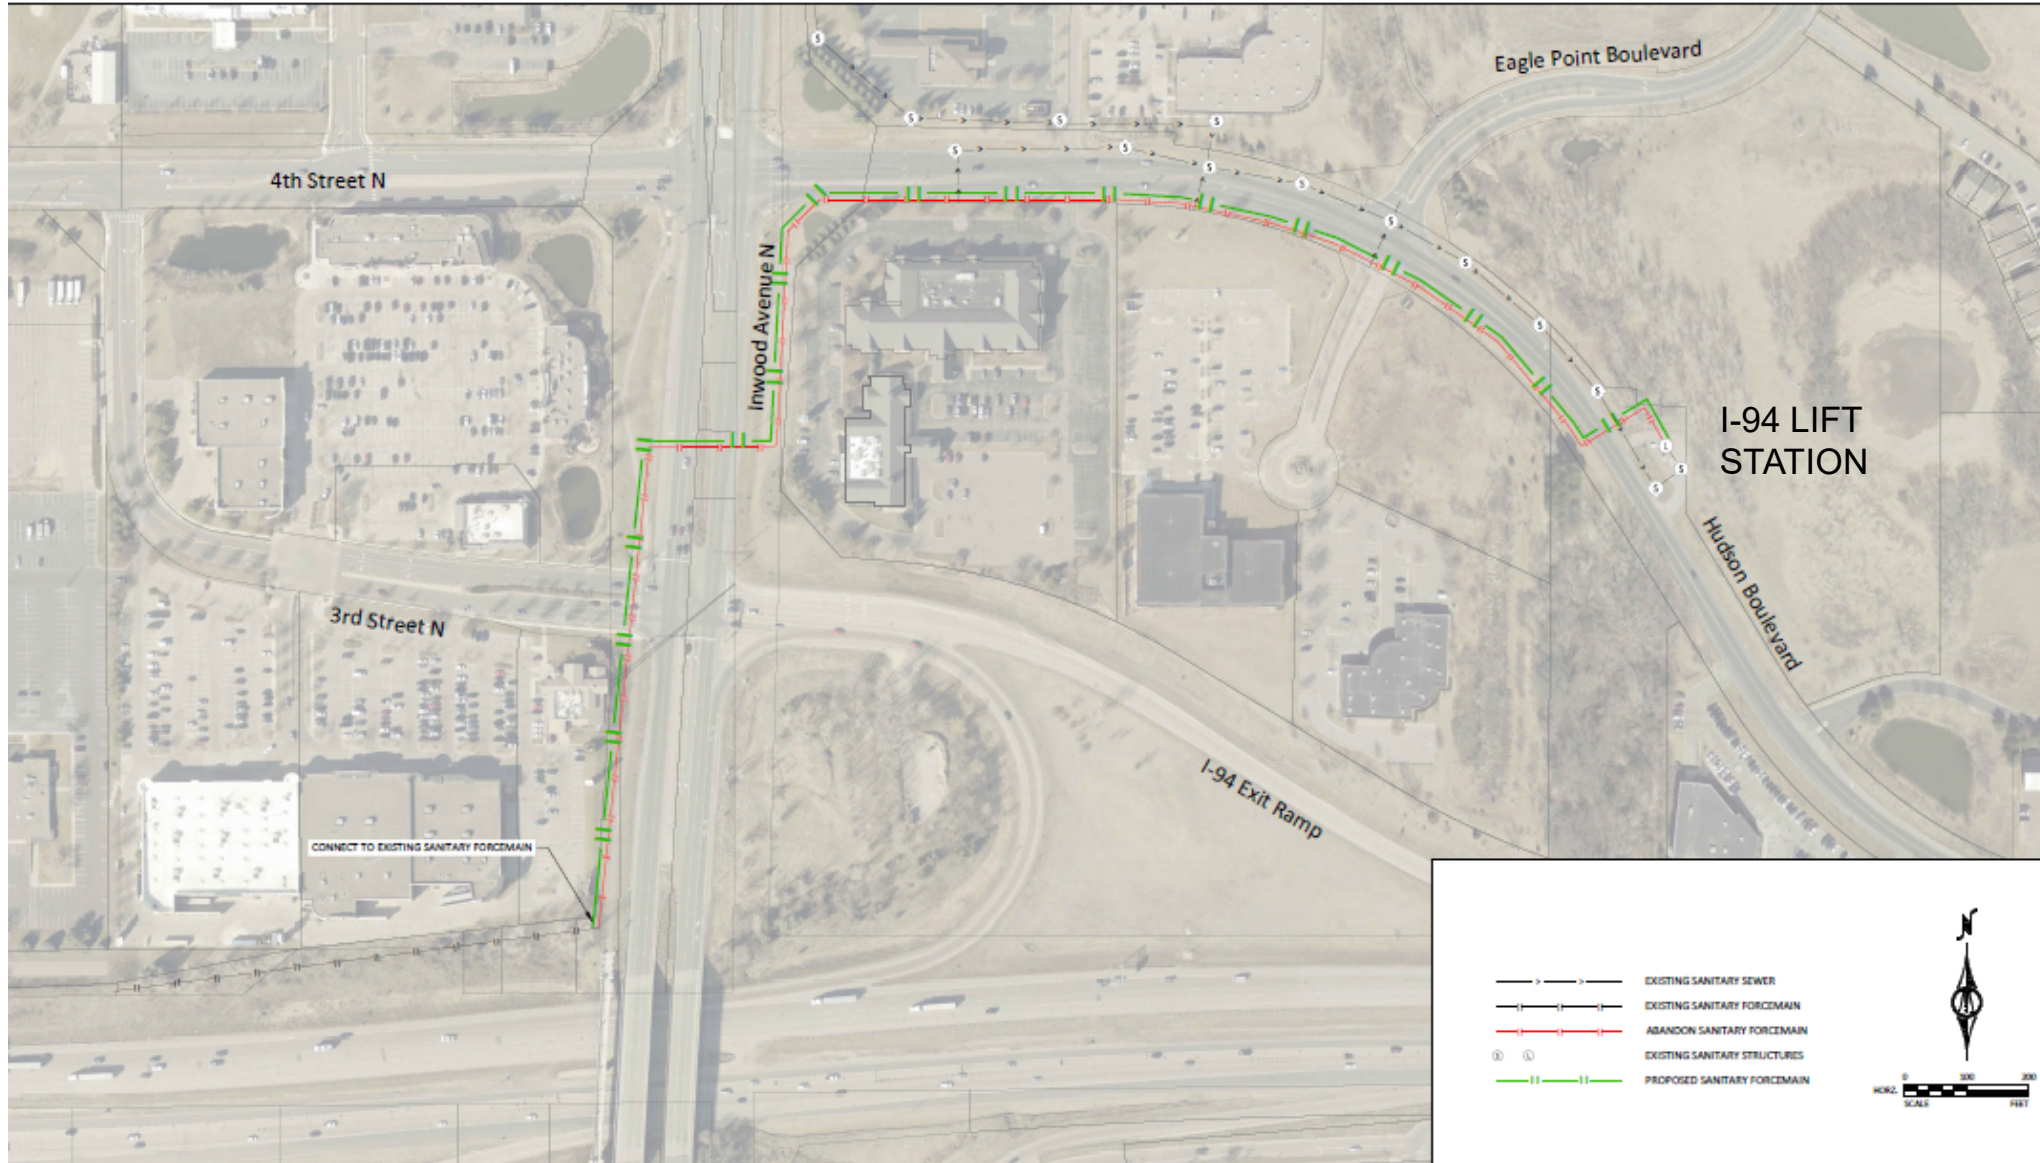 Eagle Point Boulevard
4th Street N
Inwood Avenue N
I-94 LIFT
STATION
Hudson Boulevard
3rd Street N
I-94 Exit Ramp
CONNECT TO EXISTING SANITARY FORCEMAIN
S
S
S
S
S
S
S
S
S
S
S
S
L
S
S
EXISTING SANITARY SEWER
EXISTING SANITARY FORCEMAIN
ABANDON SANITARY FORCEMAIN
S L EXISTING SANITARY STRUCTURES
PROPOSED SANITARY FORCEMAIN
N
0 100 200
HORZ.
SCALE FEET